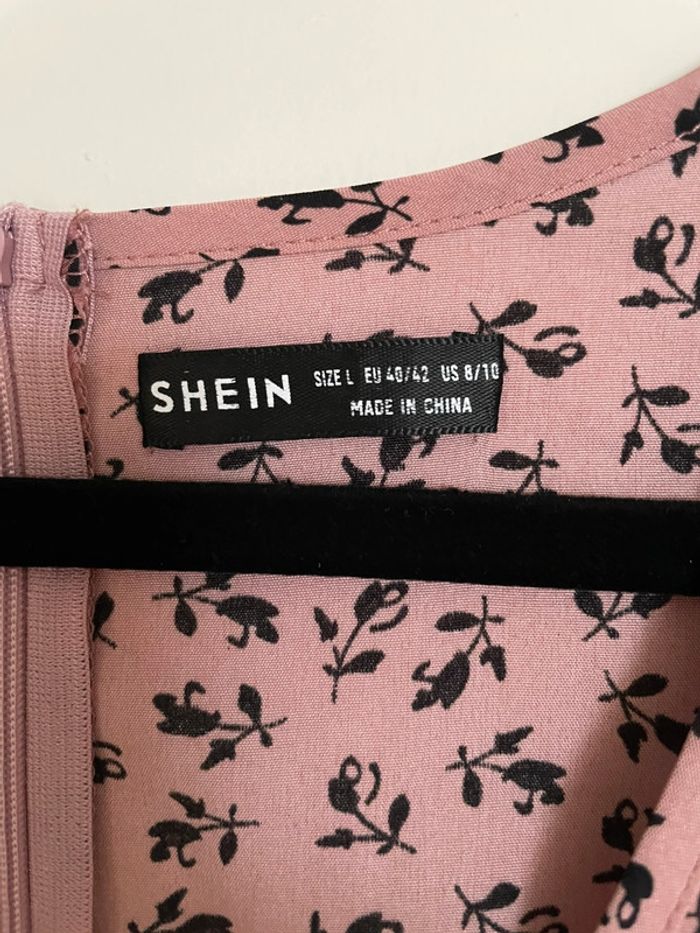 SHEIN
SIZE L EU 40/42 US 8/10
MADE IN CHINA